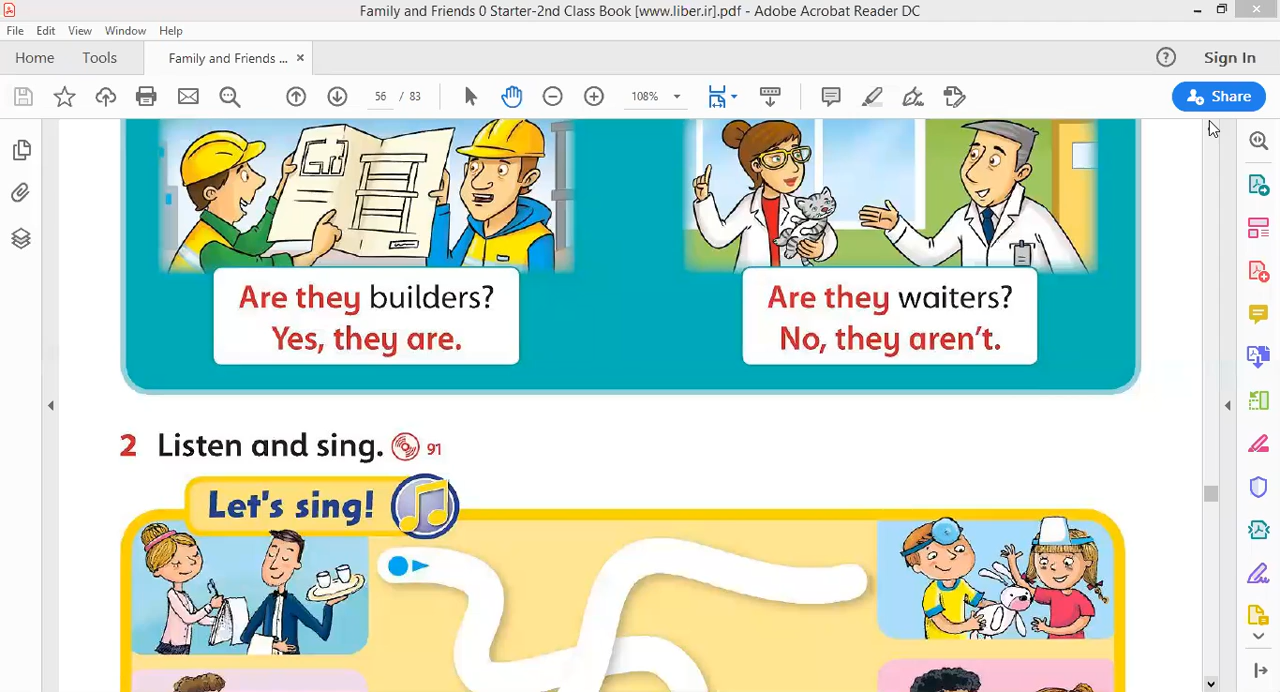 Family and Friends 0 Starter-2nd Class Book [www.liber.ir].pdf - Adobe Acrobat Reader DC
File Edit View Window Help
Home Tools Family and Friends ... × Sign In
56 / 83 108% Share
Are they builders?
Yes, they are.
Are they waiters?
No, they aren't.
2 Listen and sing. 91
Let's sing!